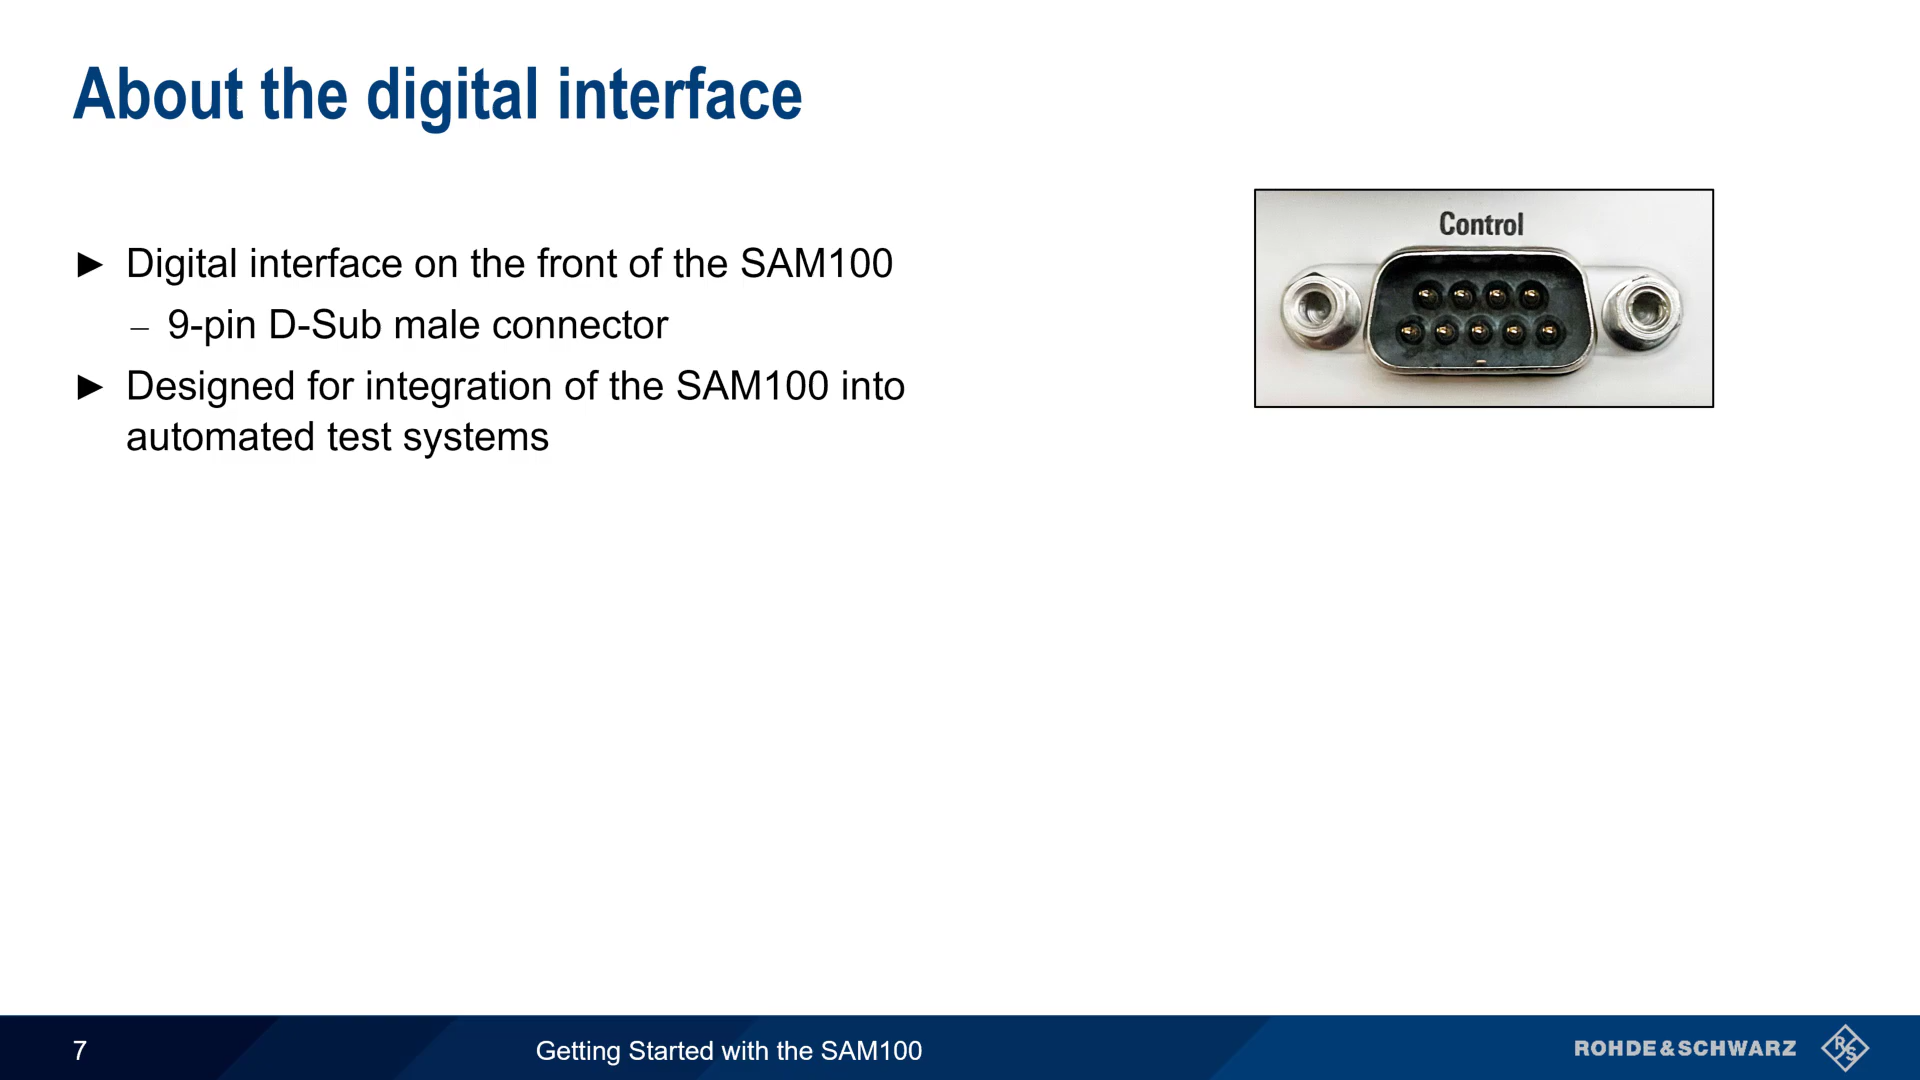 About the digital interface
► Digital interface on the front of the SAM100
– 9-pin D-Sub male connector
► Designed for integration of the SAM100 into
automated test systems
Control
7
Getting Started with the SAM100
ROHDE&SCHWARZ
R&S